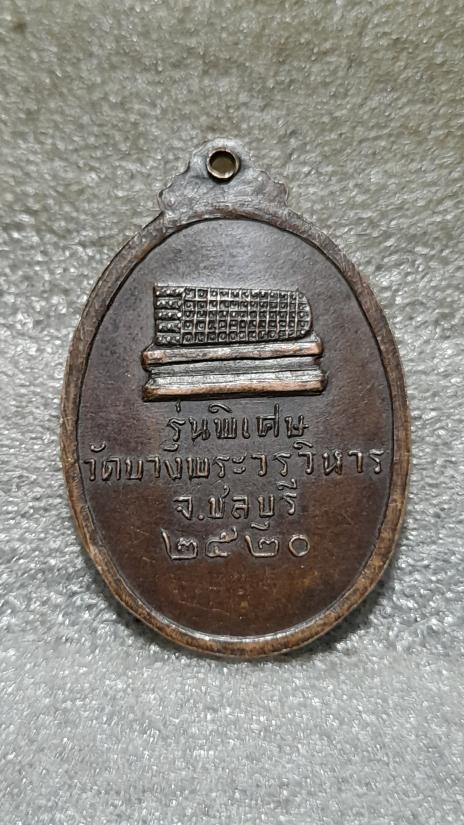 รุ่นพิเศษ
วัดบางพระวรวิหาร
จ.ชลบุรี
๒๕๒๐